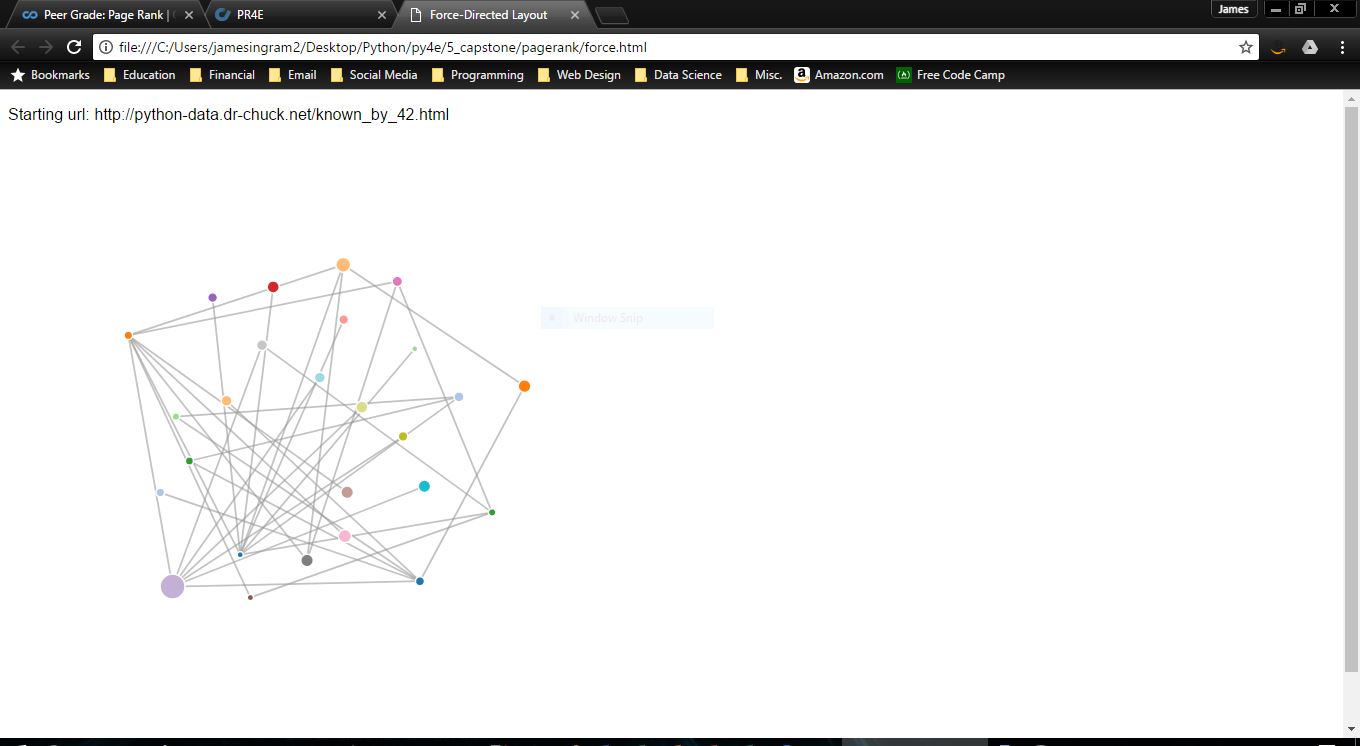 Peer Grade: Page Rank | PR4E Force-Directed Layout James
file:///C:/Users/jamesingram2/Desktop/Python/py4e/5_capstone/pagerank/force.html
Bookmarks Education Financial Email Social Media Programming Web Design Data Science Misc. Amazon.com Free Code Camp
Starting url: http://python-data.dr-chuck.net/known_by_42.html
Window Snip